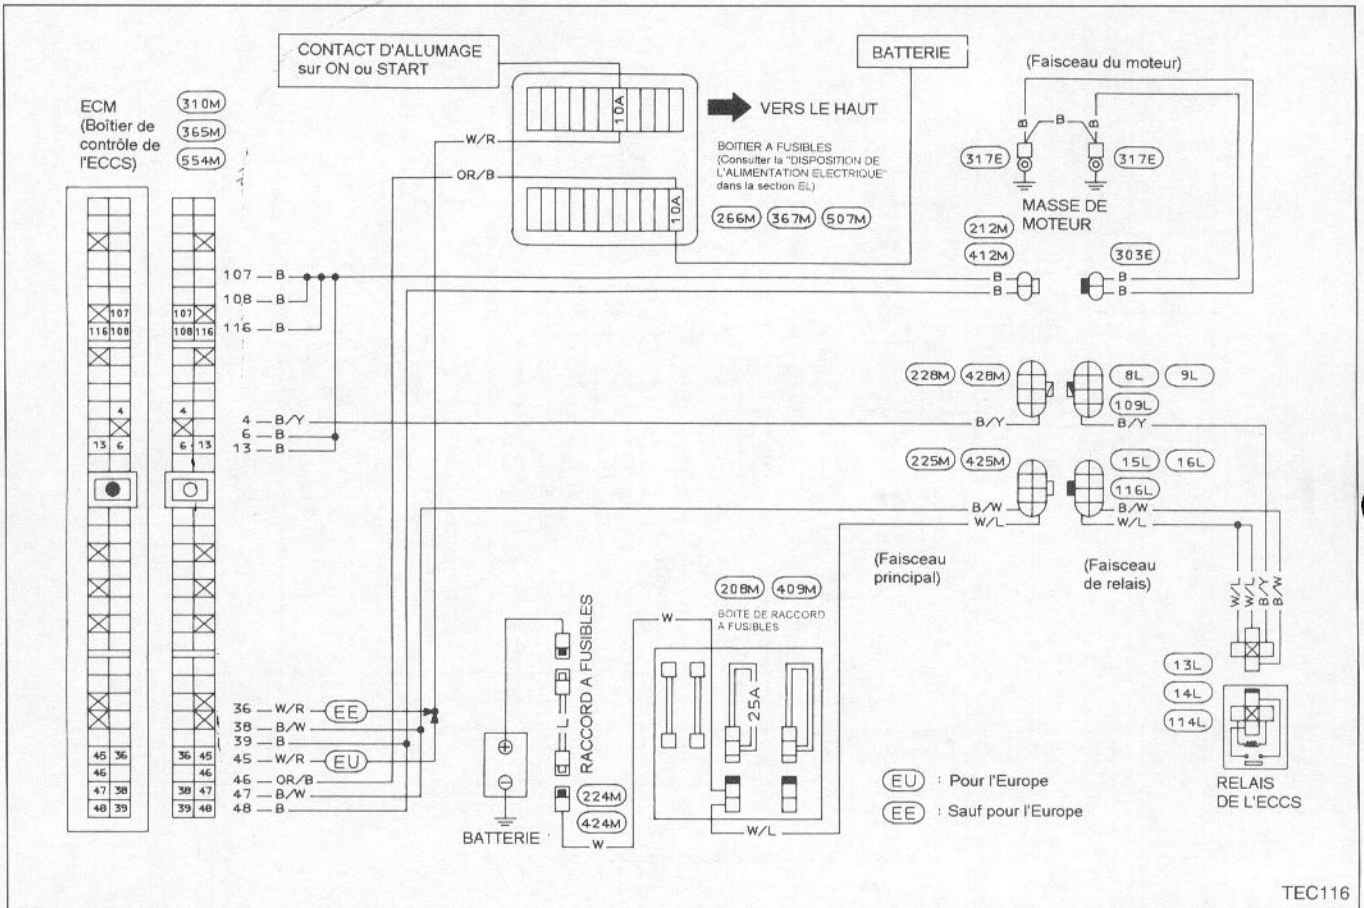 CONTACT D'ALLUMAGE
sur ON ou START
BATTERIE
(Faisceau du moteur)
ECM
(Boîtier de
contrôle de
l'ECCS)
310M
365M
554M
10A
VERS LE HAUT
W/R
OR/B
BOITIER A FUSIBLES
(Consulter la "DISPOSITION DE
L'ALIMENTATION ELECTRIQUE"
dans la section EL)
10A
266M 367M 507M
B B B
317E 317E
MASSE DE
MOTEUR
212M
412M
303E
B B
B B
107 B
108 B
116 B
107 107
116 108 108 116
4 4
13 6 6 13
4 B/Y
6 B
13 B
228M 428M
8L 9L
109L
B/Y B/Y
225M 425M
15L 16L
116L
B/W B/W
W/L W/L
(Faisceau
principal)
(Faisceau
de relais)
W/L W/L B/Y B/W
208M 409M
BOITE DE RACCORD
A FUSIBLES
W
25A
RACCORD A FUSIBLES
L
224M
424M
W
W/L
BATTERIE
13L
14L
114L
RELAIS
DE L'ECCS
36 W/R EE
38 B/W
39 B
45 W/R EU
46 OR/B
47 B/W
48 B
45 36 36 45
46 46
47 38 38 47
48 39 39 48
EU : Pour l'Europe
EE : Sauf pour l'Europe
TEC116